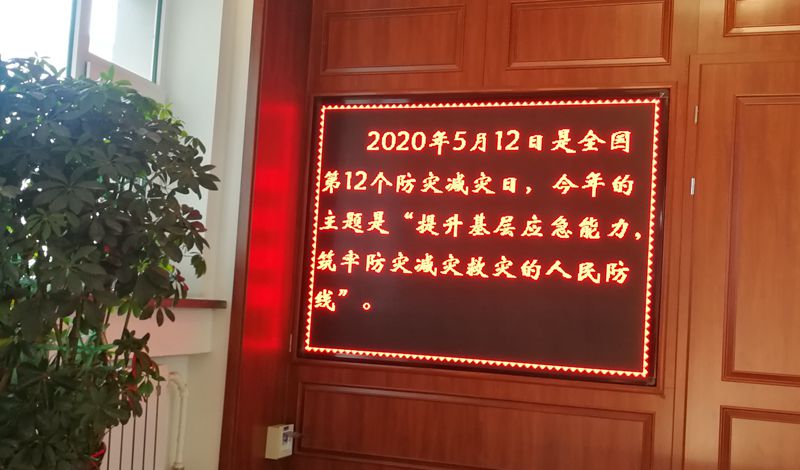 2020年5月12日是全国
第12个防灾减灾日，今年的
主题是“提升基层应急能力，
筑牢防灾减灾救灾的人民防
线”。